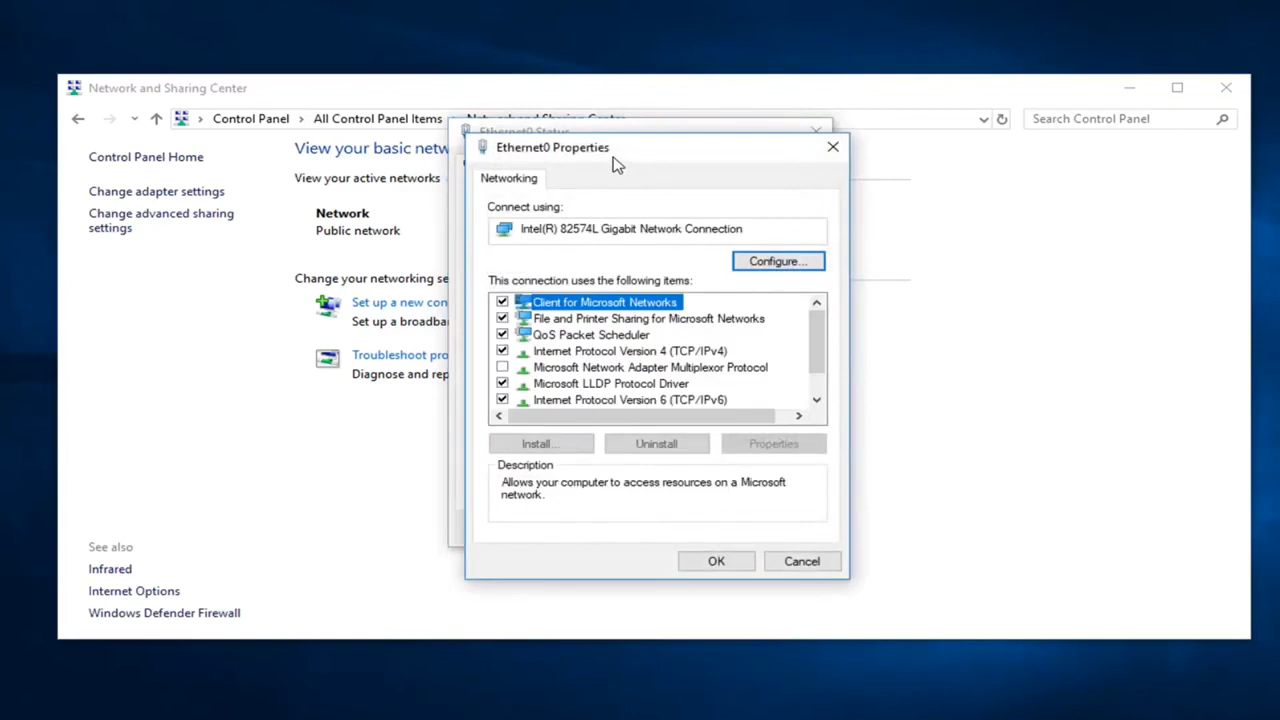 Network and Sharing Center
Control Panel > All Control Panel Items > Network and Sharing Center
Search Control Panel
Control Panel Home
Change adapter settings
Change advanced sharing
settings
See also
Infrared
Internet Options
Windows Defender Firewall
View your basic netw
View your active networks
Network
Public network
Change your networking se
Set up a new con
Set up a broadba
Troubleshoot pro
Diagnose and rep
Ethernet0 Status
Ethernet0 Properties
Networking
Connect using:
Intel(R) 82574L Gigabit Network Connection
Configure...
This connection uses the following items:
Client for Microsoft Networks
File and Printer Sharing for Microsoft Networks
QoS Packet Scheduler
Internet Protocol Version 4 (TCP/IPv4)
Microsoft Network Adapter Multiplexor Protocol
Microsoft LLDP Protocol Driver
Internet Protocol Version 6 (TCP/IPv6)
Install...
Uninstall
Properties
Description
Allows your computer to access resources on a Microsoft
network.
OK
Cancel